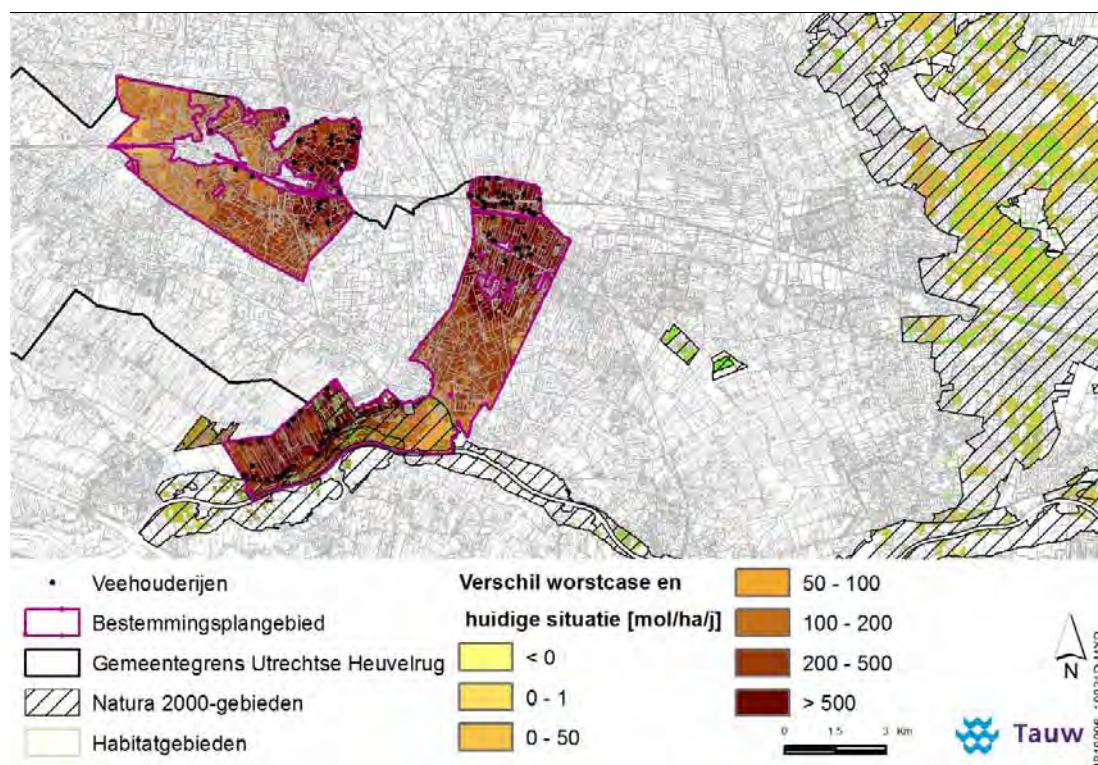 Veehouderijen
Bestemmingsplangebied
Gemeentegrens Utrechtse Heuvelrug
Natura 2000-gebieden
Habitatgebieden
Verschil worstcase en
huidige situatie [mol/ha/j]
< 0
0 - 1
0 - 50
50 - 100
100 - 200
200 - 500
> 500
0 1.5 3 Km
N
Tauw